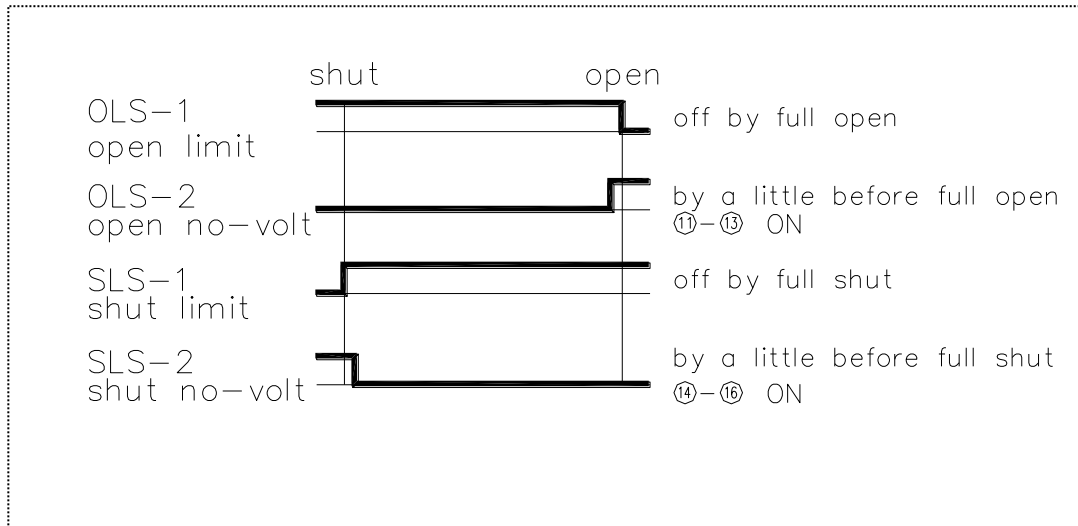 shut open
OLS-1
open limit
off by full open
OLS-2
open no-volt
by a little before full open
⑪-⑬ ON
SLS-1
shut limit
off by full shut
SLS-2
shut no-volt
by a little before full shut
⑭-⑯ ON